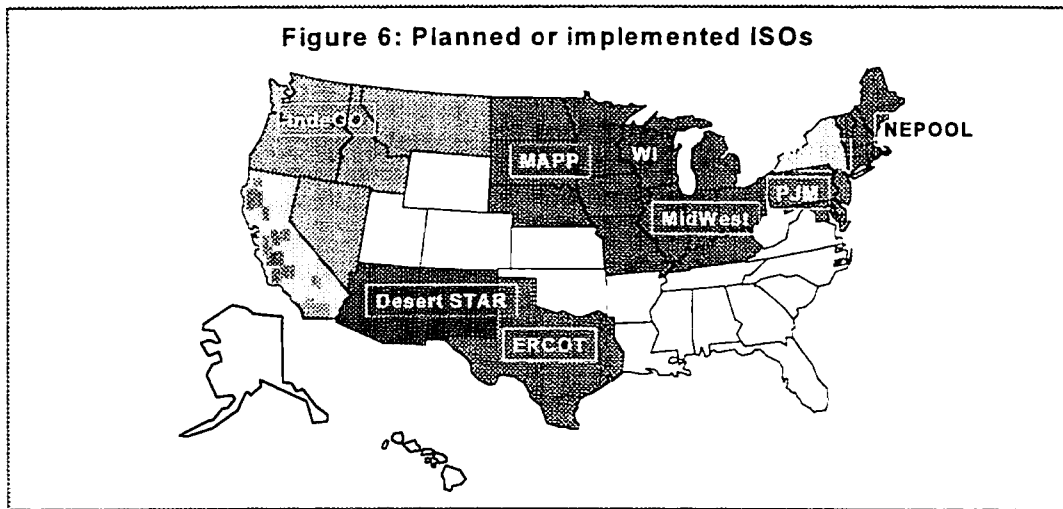 Figure 6: Planned or implemented ISOs
IndeGO
NEPOOL
MAPP
WI
PJM
MidWest
Desert STAR
ERCOT